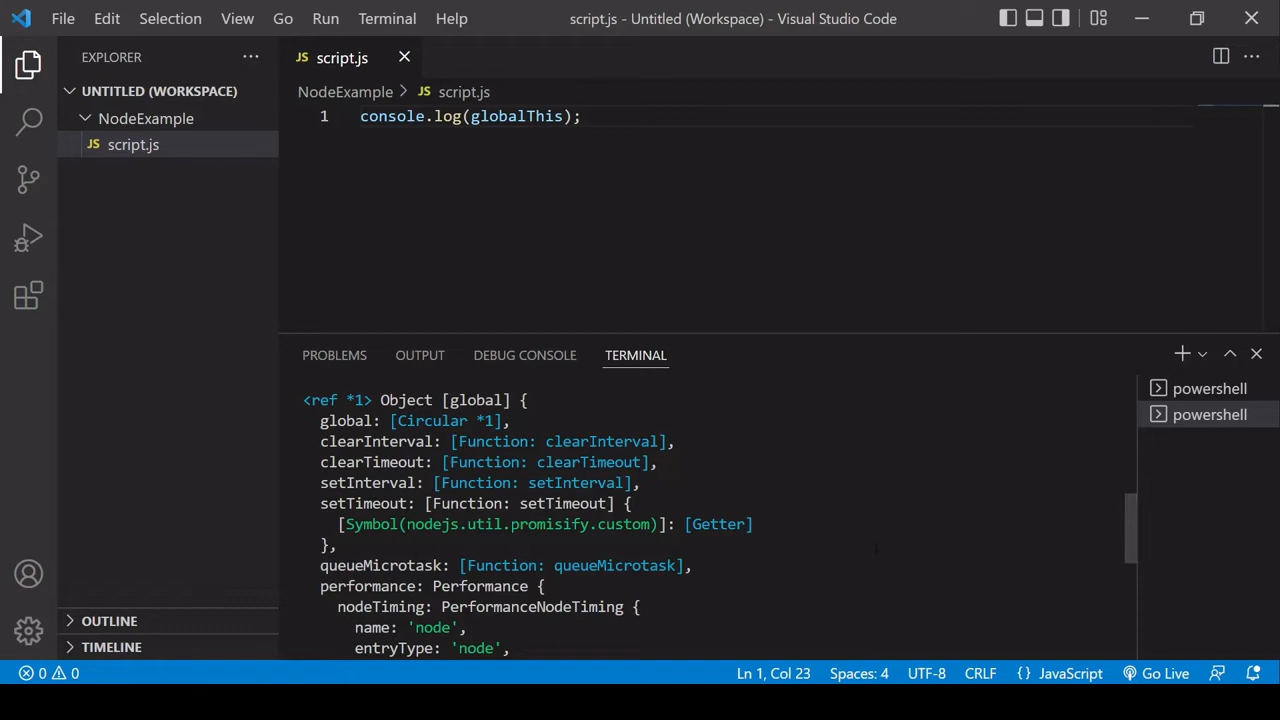 File Edit Selection View Go Run Terminal Help script.js - Untitled (Workspace) - Visual Studio Code
EXPLORER
UNTITLED (WORKSPACE)
NodeExample
JS script.js
OUTLINE
TIMELINE
JS script.js
NodeExample > JS script.js
1 console.log(globalThis);
PROBLEMS OUTPUT DEBUG CONSOLE TERMINAL
<ref *1> Object [global] {
global: [Circular *1],
clearInterval: [Function: clearInterval],
clearTimeout: [Function: clearTimeout],
setInterval: [Function: setInterval],
setTimeout: [Function: setTimeout] {
[Symbol(nodejs.util.promisify.custom)]: [Getter]
},
queueMicrotask: [Function: queueMicrotask],
performance: Performance {
nodeTiming: PerformanceNodeTiming {
name: 'node',
entryType: 'node',
powershell
powershell
0 0 Ln 1, Col 23 Spaces: 4 UTF-8 CRLF {} JavaScript Go Live